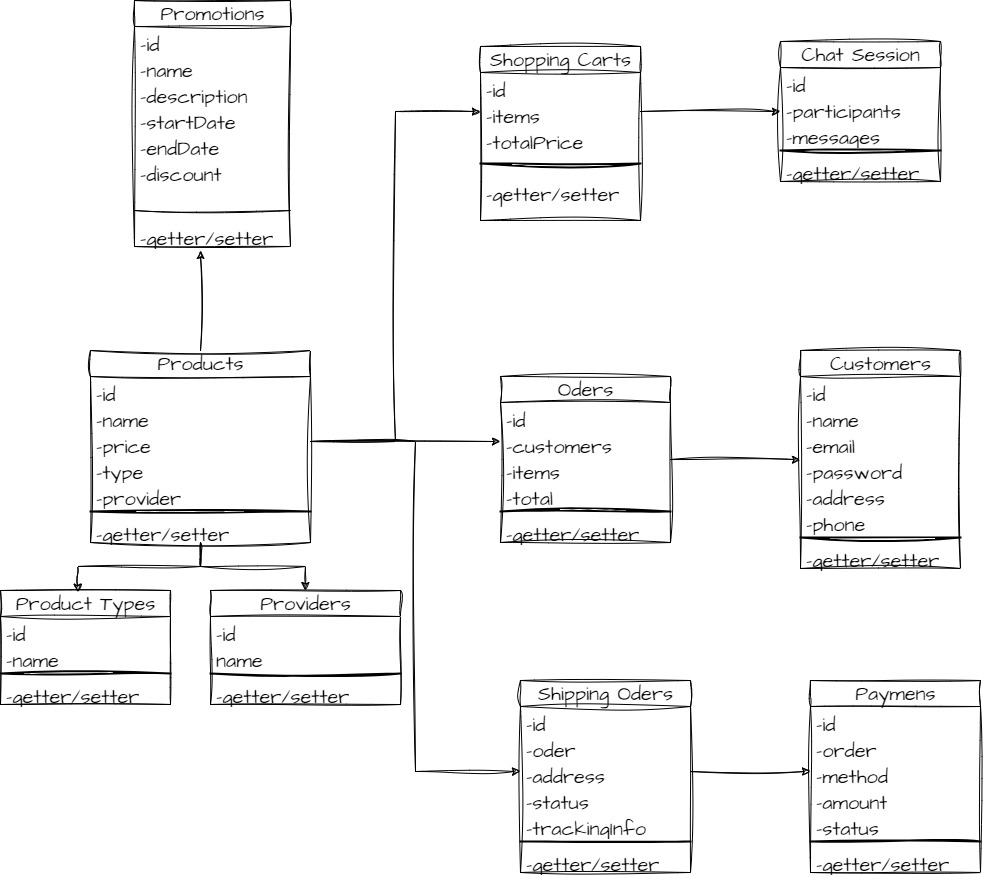 Promotions
-id
-name
-description
-startDate
-endDate
-discount
-getter/setter
Shopping Carts
-id
-items
-totalPrice
-getter/setter
Chat Session
-id
-participants
-messages
-getter/setter
Products
-id
-name
-price
-type
-provider
-getter/setter
Oders
-id
-customers
-items
-total
-getter/setter
Customers
-id
-name
-email
-password
-address
-phone
-getter/setter
Product Types
-id
-name
-getter/setter
Providers
-id
name
-getter/setter
Shipping Oders
-id
-oder
-address
-status
-trackingInfo
-getter/setter
Paymens
-id
-order
-method
-amount
-status
-getter/setter